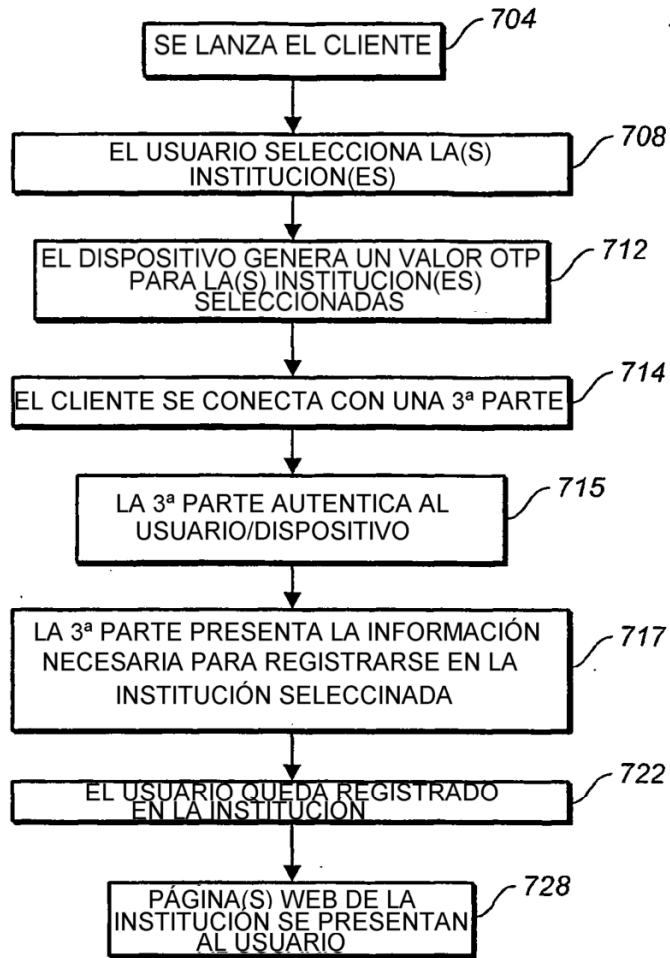 SE LANZA EL CLIENTE
704
EL USUARIO SELECCIONA LA(S)
INSTITUCION(ES)
708
EL DISPOSITIVO GENERA UN VALOR OTP
PARA LA(S) INSTITUCION(ES)
SELECCIONADAS
712
EL CLIENTE SE CONECTA CON UNA 3ª PARTE
714
LA 3ª PARTE AUTENTICA AL
USUARIO/DISPOSITIVO
715
LA 3ª PARTE PRESENTA LA INFORMACIÓN
NECESARIA PARA REGISTRARSE EN LA
INSTITUCIÓN SELECCINADA
717
EL USUARIO QUEDA REGISTRADO
EN LA INSTITUCIÓN
722
PÁGINA(S) WEB DE LA
INSTITUCIÓN SE PRESENTAN
AL USUARIO
728